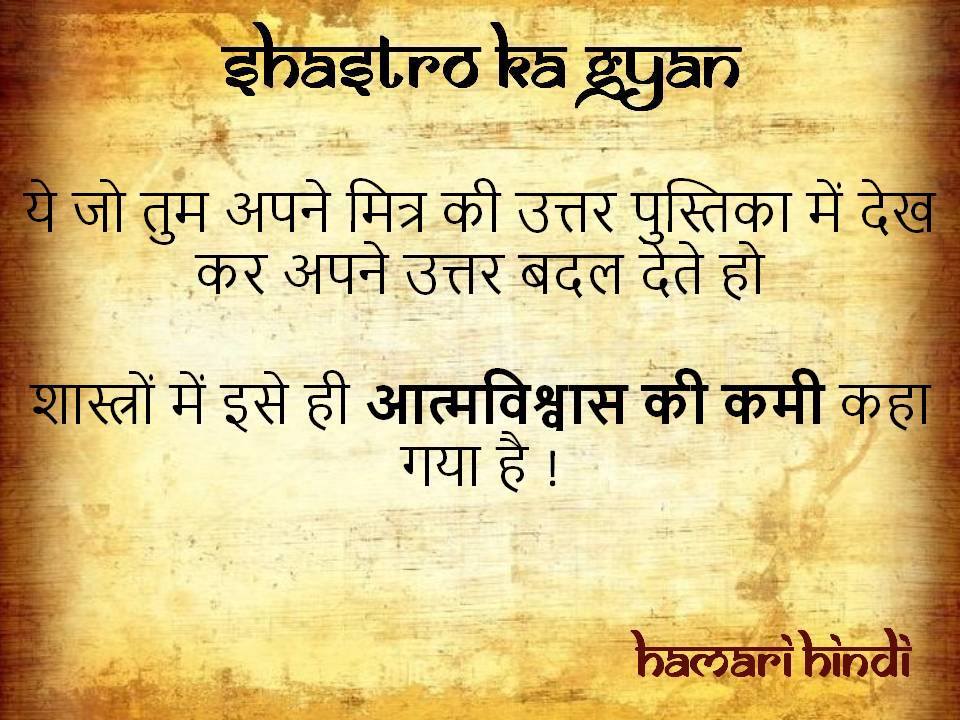 SHASTRO KA GYAN
ये जो तुम अपने मित्र की उत्तर पुस्तिका में देख
कर अपने उत्तर बदल देते हो
शास्त्रों में इसे ही आत्मविश्वास की कमी कहा
गया है !
HAMARI HINDI